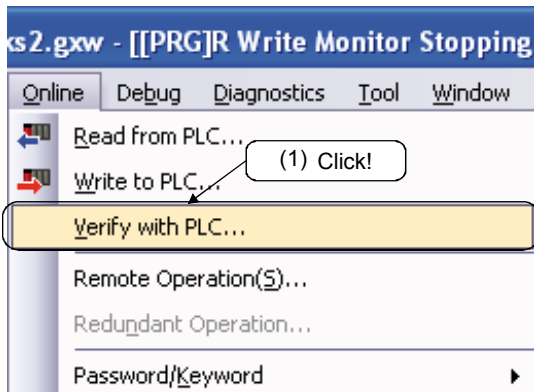 ks2.gxw - [[PRG]R Write Monitor Stopping
Online Debug Diagnostics Tool Window
Read from PLC...
(1) Click!
Write to PLC...
Verify with PLC...
Remote Operation(S)...
Redundant Operation...
Password/Keyword